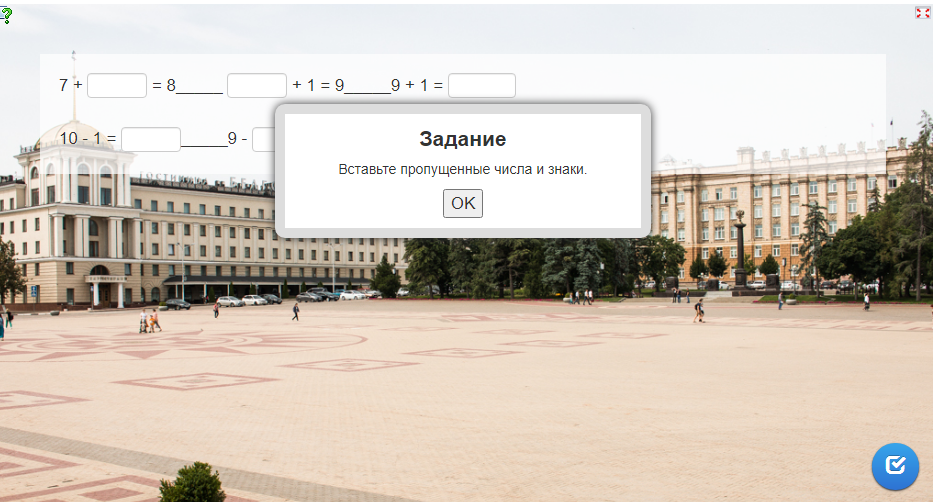 7 + = 8_____ + 1 = 9_____9 + 1 =
10 - 1 = _____9 -
Задание
Вставьте пропущенные числа и знаки.
OK